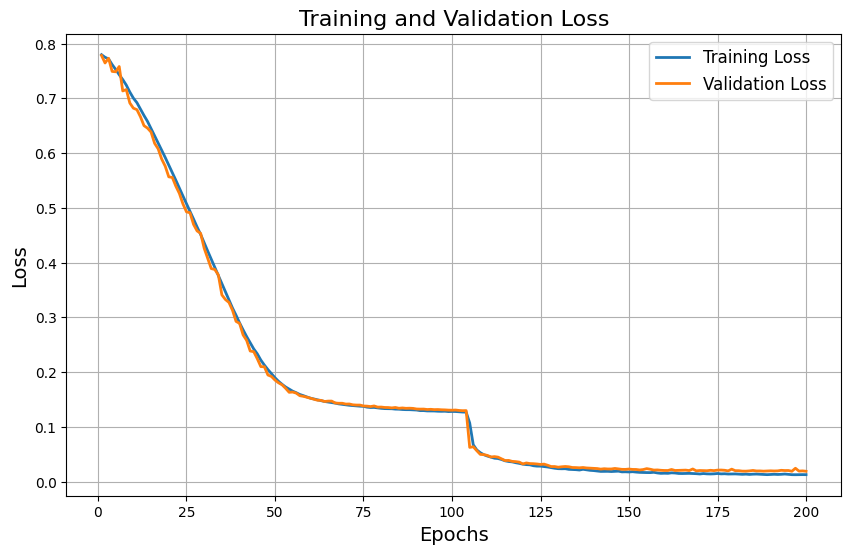 Training and Validation Loss
Training Loss
Validation Loss
0.8
0.7
0.6
0.5
0.4
0.3
0.2
0.1
0.0
Loss
0 25 50 75 100 125 150 175 200
Epochs